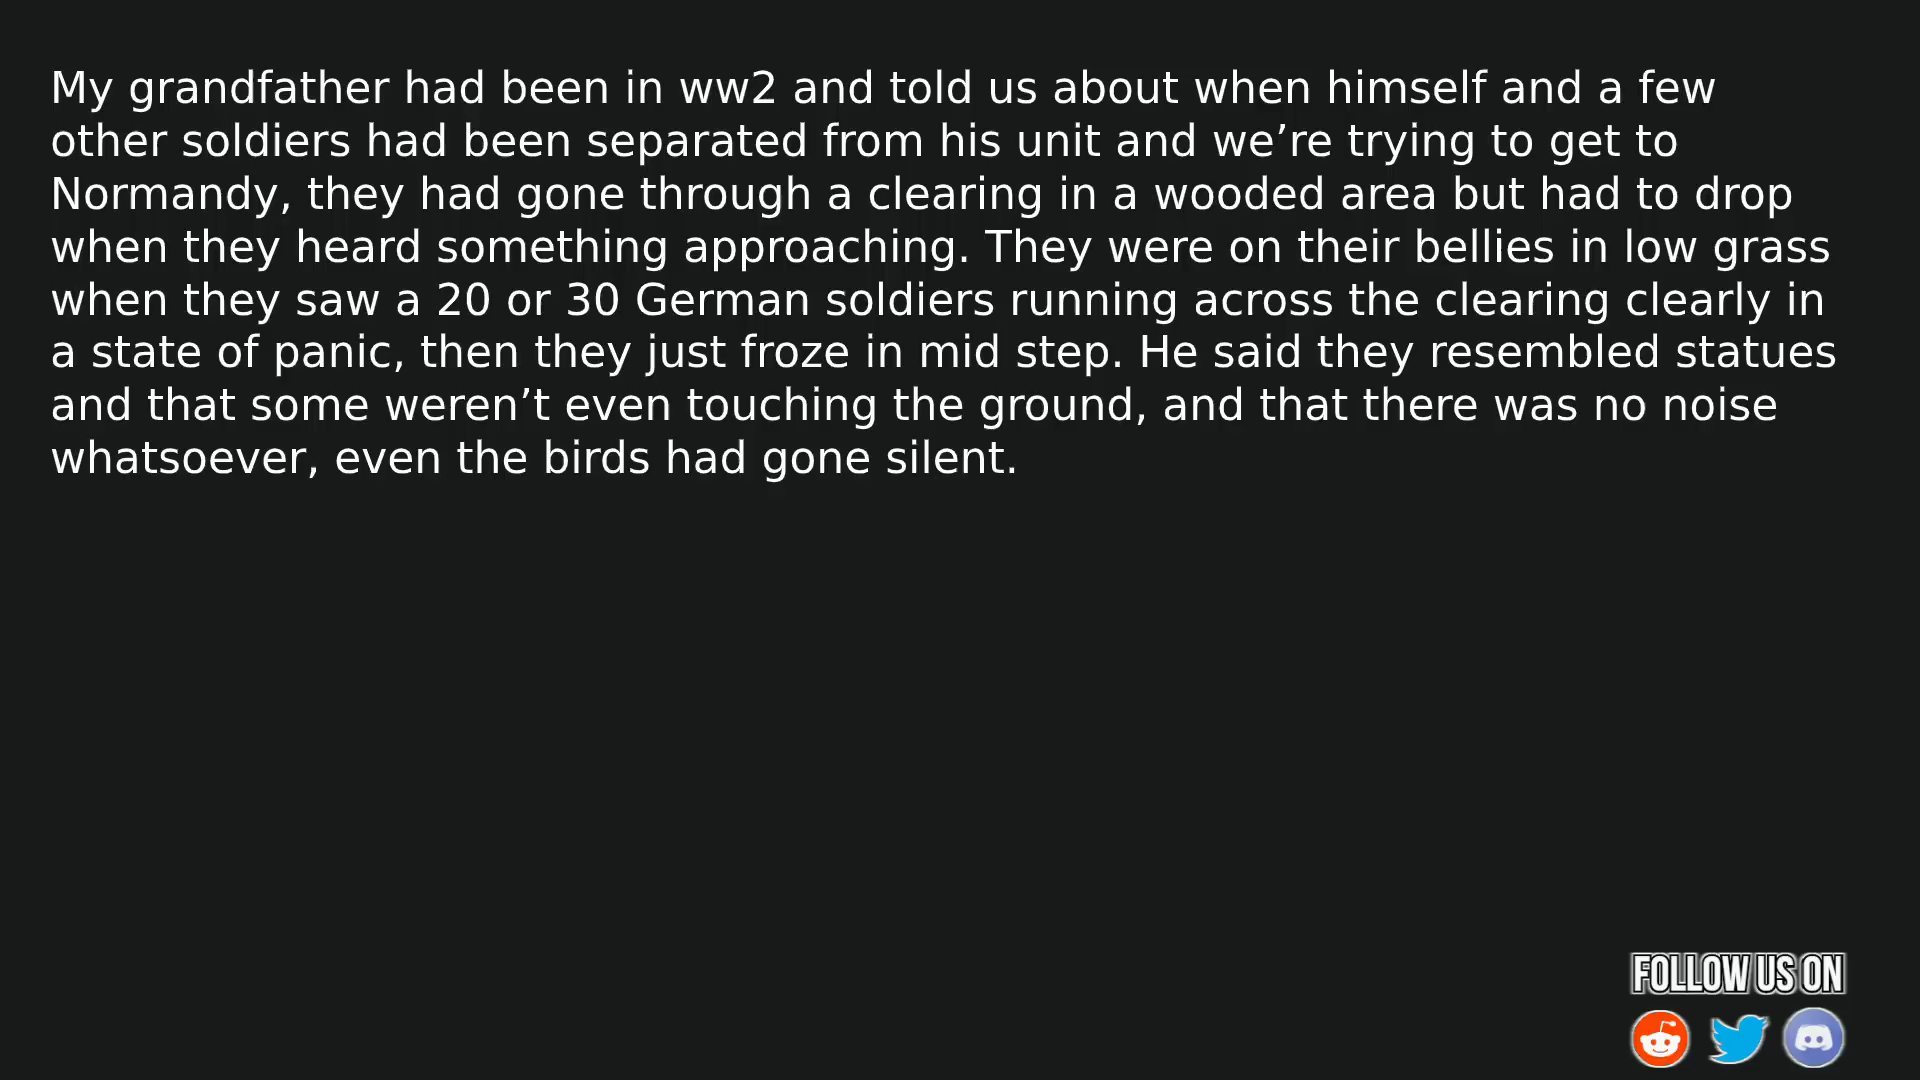 My grandfather had been in ww2 and told us about when himself and a few
other soldiers had been separated from his unit and we’re trying to get to
Normandy, they had gone through a clearing in a wooded area but had to drop
when they heard something approaching. They were on their bellies in low grass
when they saw a 20 or 30 German soldiers running across the clearing clearly in
a state of panic, then they just froze in mid step. He said they resembled statues
and that some weren’t even touching the ground, and that there was no noise
whatsoever, even the birds had gone silent.
FOLLOW US ON